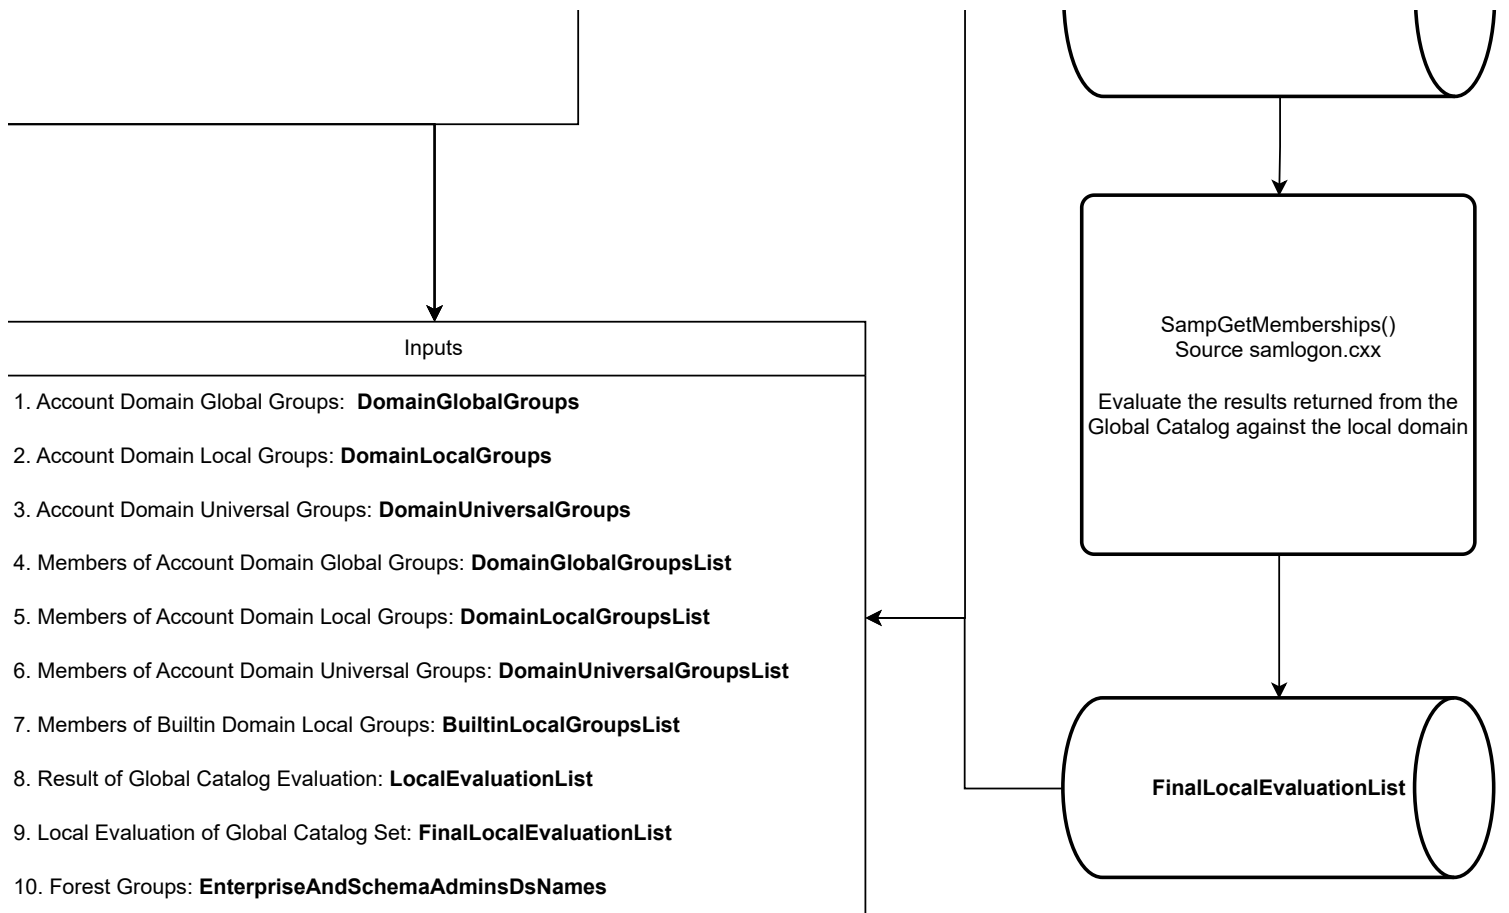 Inputs
1. Account Domain Global Groups: DomainGlobalGroups
2. Account Domain Local Groups: DomainLocalGroups
3. Account Domain Universal Groups: DomainUniversalGroups
4. Members of Account Domain Global Groups: DomainGlobalGroupsList
5. Members of Account Domain Local Groups: DomainLocalGroupsList
6. Members of Account Domain Universal Groups: DomainUniversalGroupsList
7. Members of Builtin Domain Local Groups: BuiltinLocalGroupsList
8. Result of Global Catalog Evaluation: LocalEvaluationList
9. Local Evaluation of Global Catalog Set: FinalLocalEvaluationList
10. Forest Groups: EnterpriseAndSchemaAdminsDsNames
SampGetMemberships()
Source samlogon.cxx
Evaluate the results returned from the
Global Catalog against the local domain
FinalLocalEvaluationList